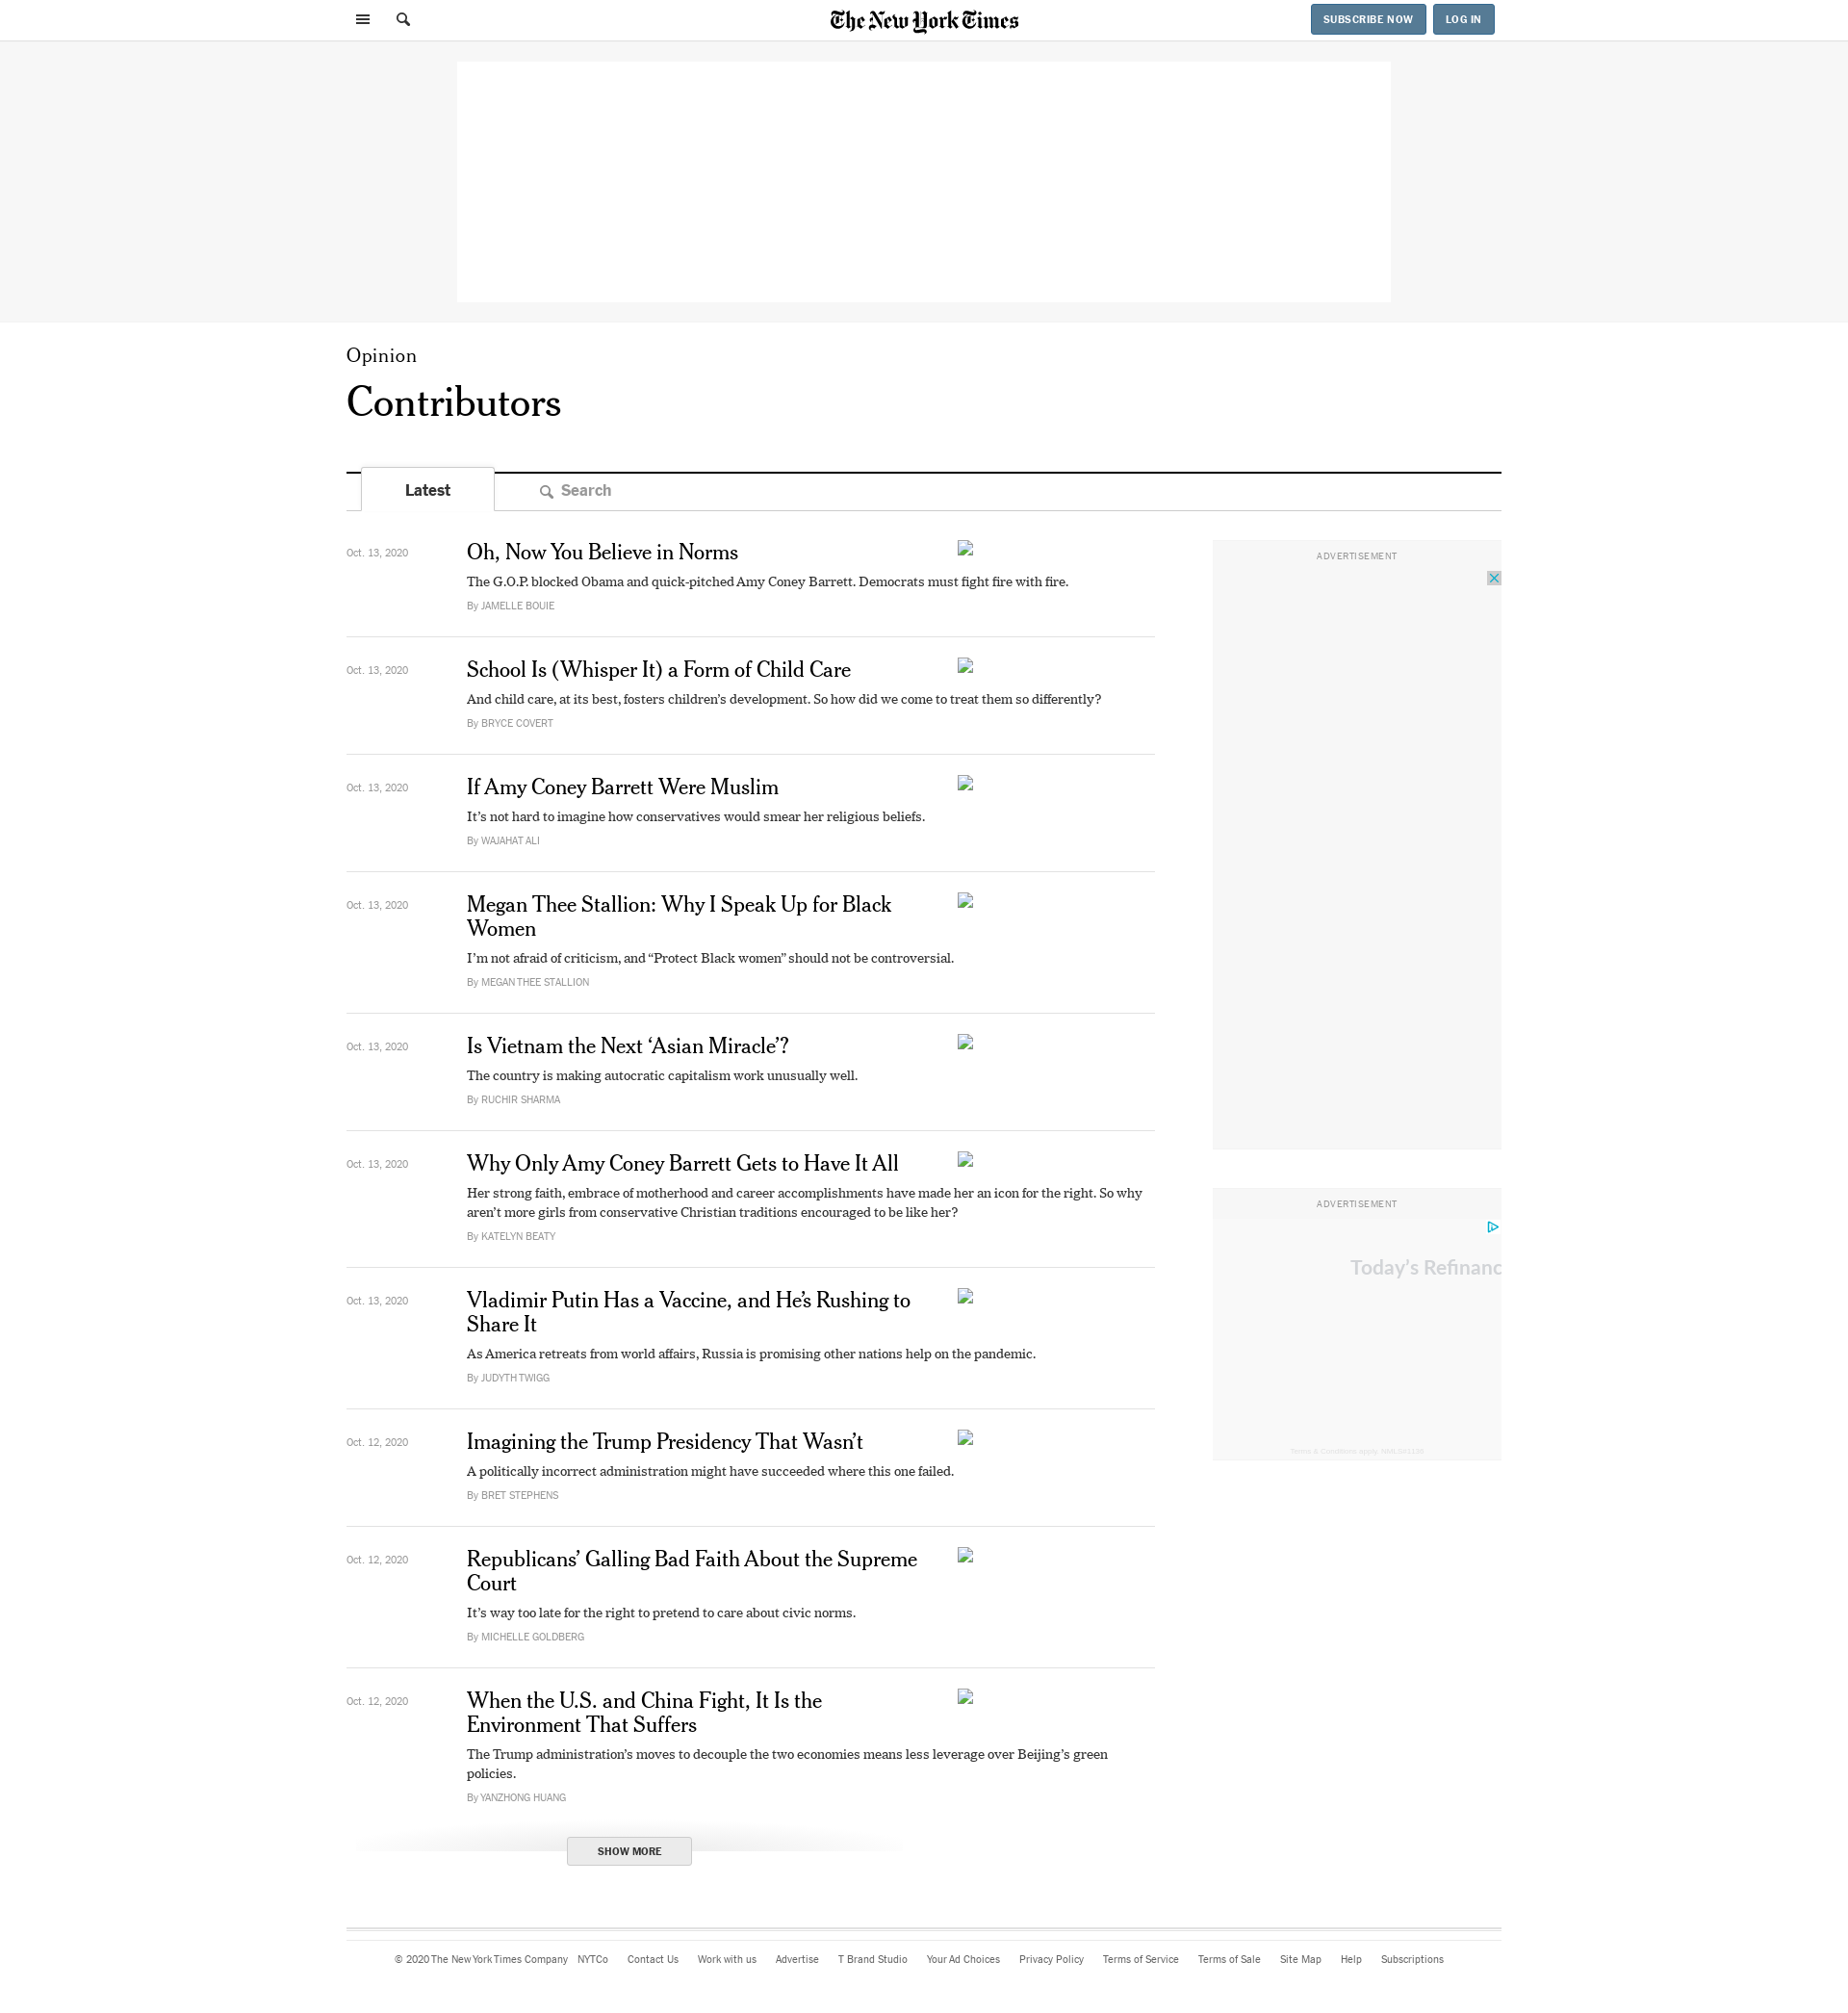 The New York Times
SUBSCRIBE NOW
LOG IN
Opinion
Contributors
Latest
Search
Oct. 13, 2020
Oh, Now You Believe in Norms
The G.O.P. blocked Obama and quick-pitched Amy Coney Barrett. Democrats must fight fire with fire.
By JAMELLE BOUIE
Oct. 13, 2020
School Is (Whisper It) a Form of Child Care
And child care, at its best, fosters children’s development. So how did we come to treat them so differently?
By BRYCE COVERT
Oct. 13, 2020
If Amy Coney Barrett Were Muslim
It’s not hard to imagine how conservatives would smear her religious beliefs.
By WAJAHAT ALI
Oct. 13, 2020
Megan Thee Stallion: Why I Speak Up for Black
Women
I’m not afraid of criticism, and “Protect Black women” should not be controversial.
By MEGAN THEE STALLION
Oct. 13, 2020
Is Vietnam the Next ‘Asian Miracle’?
The country is making autocratic capitalism work unusually well.
By RUCHIR SHARMA
Oct. 13, 2020
Why Only Amy Coney Barrett Gets to Have It All
Her strong faith, embrace of motherhood and career accomplishments have made her an icon for the right. So why
aren’t more girls from conservative Christian traditions encouraged to be like her?
By KATELYN BEATY
Oct. 13, 2020
Vladimir Putin Has a Vaccine, and He’s Rushing to
Share It
As America retreats from world affairs, Russia is promising other nations help on the pandemic.
By JUDYTH TWIGG
Oct. 12, 2020
Imagining the Trump Presidency That Wasn’t
A politically incorrect administration might have succeeded where this one failed.
By BRET STEPHENS
Oct. 12, 2020
Republicans’ Galling Bad Faith About the Supreme
Court
It’s way too late for the right to pretend to care about civic norms.
By MICHELLE GOLDBERG
Oct. 12, 2020
When the U.S. and China Fight, It Is the
Environment That Suffers
The Trump administration’s moves to decouple the two economies means less leverage over Beijing’s green
policies.
By YANZHONG HUANG
SHOW MORE
ADVERTISEMENT
ADVERTISEMENT
Today’s Refinanc
Terms & Conditions apply.
© 2020 The New York Times Company NYTCo Contact Us Work with us Advertise T Brand Studio Your Ad Choices Privacy Policy Terms of Service Terms of Sale Site Map Help Subscriptions